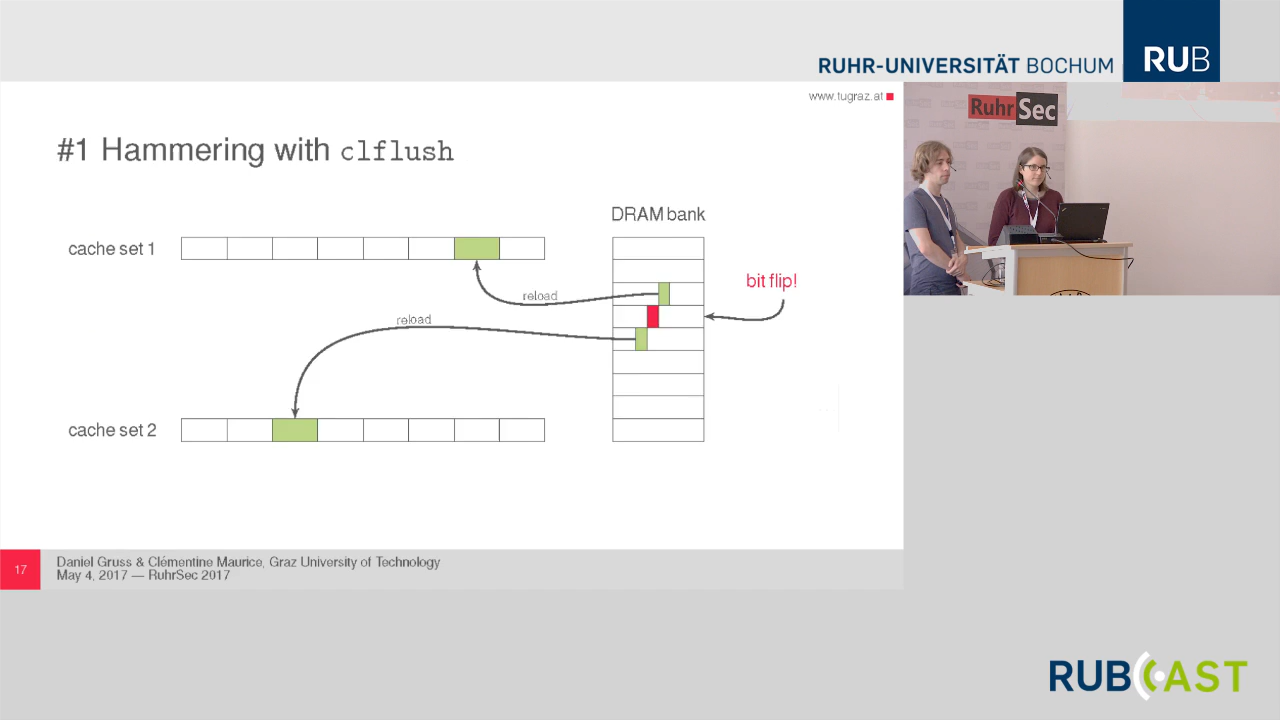 RUHR-UNIVERSITÄT BOCHUM
RUB
www.tugraz.at
RuhrSec
#1 Hammering with clflush
DRAM bank
cache set 1
bit flip!
reload
reload
cache set 2
17
Daniel Gruss & Clémentine Maurice, Graz University of Technology
May 4, 2017 — RuhrSec 2017
RUBCAST